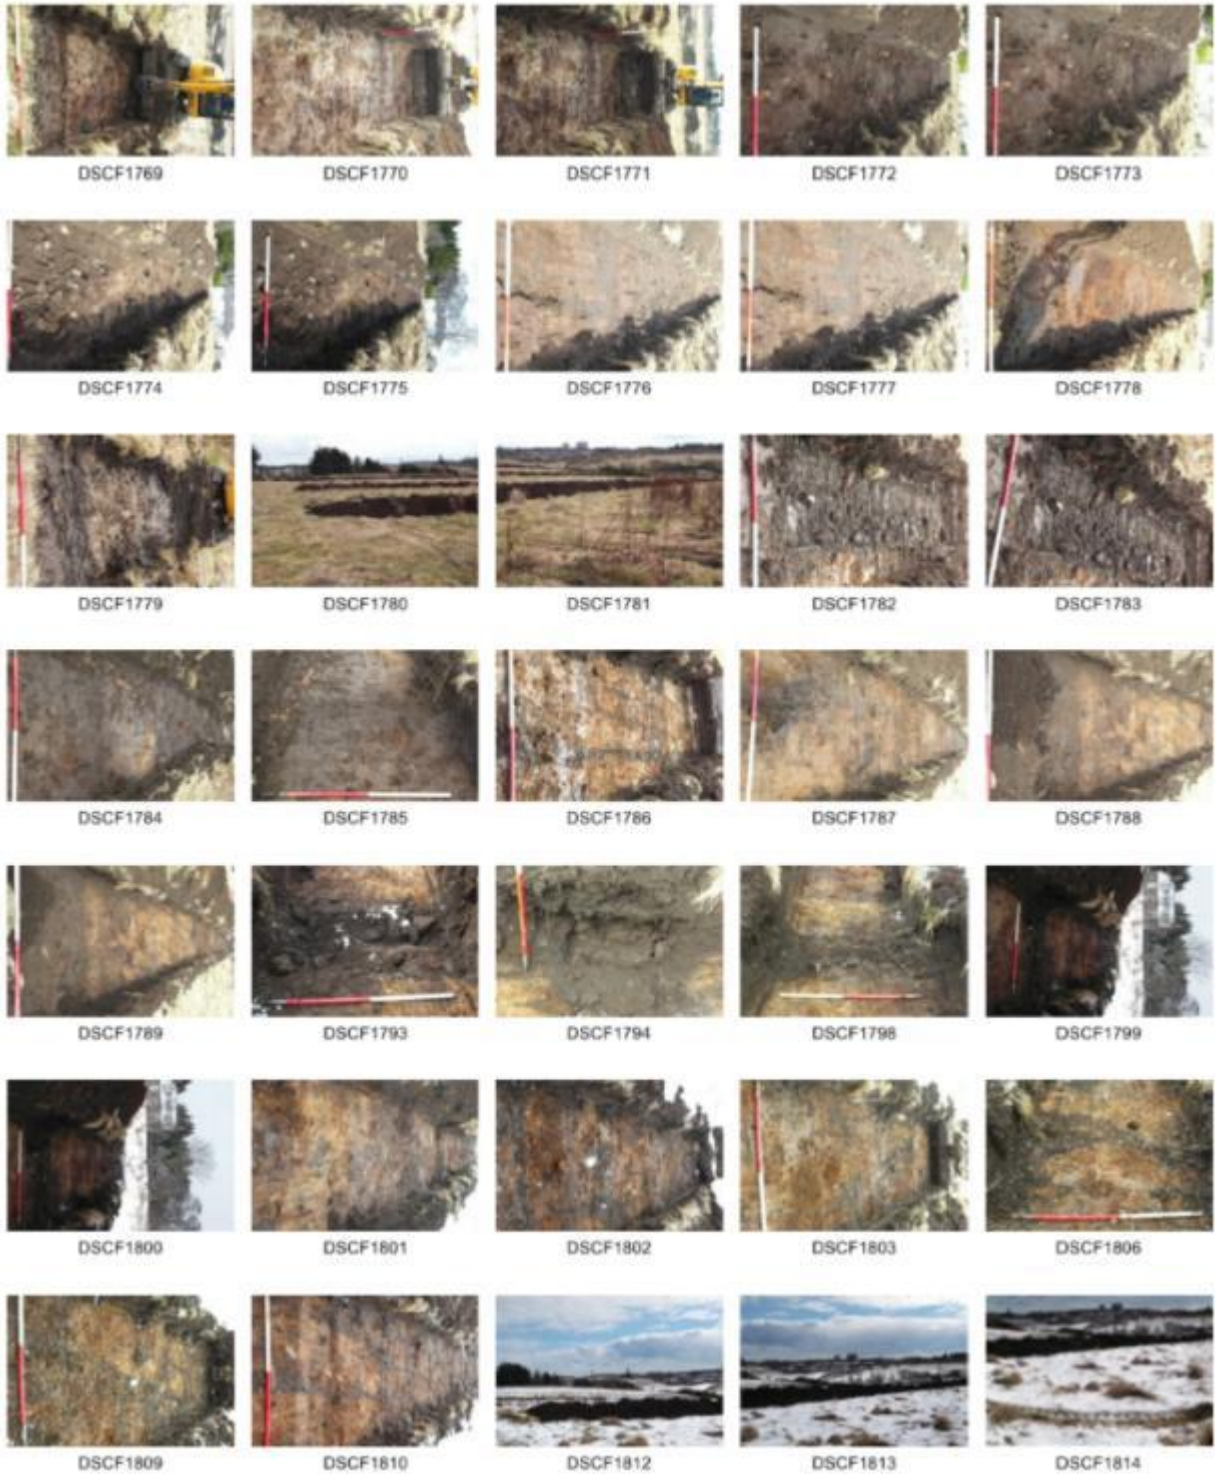 DSCF1769 DSCF1770 DSCF1771 DSCF1772 DSCF1773
DSCF1774 DSCF1775 DSCF1776 DSCF1777 DSCF1778
DSCF1779 DSCF1780 DSCF1781 DSCF1782 DSCF1783
DSCF1784 DSCF1785 DSCF1786 DSCF1787 DSCF1788
DSCF1789 DSCF1793 DSCF1794 DSCF1798 DSCF1799
DSCF1800 DSCF1801 DSCF1802 DSCF1803 DSCF1806
DSCF1809 DSCF1810 DSCF1812 DSCF1813 DSCF1814